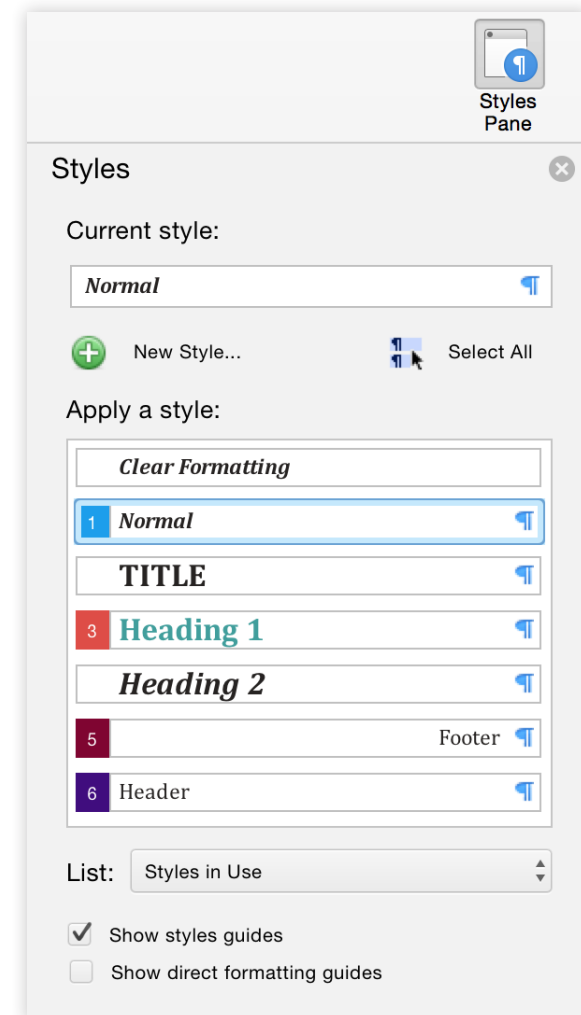 Styles
Pane
Styles
Current style:
Normal ¶
New Style...
Select All
Apply a style:
Clear Formatting
1 Normal ¶
TITLE ¶
3 Heading 1 ¶
Heading 2 ¶
5 Footer ¶
6 Header ¶
List: Styles in Use
Show styles guides
Show direct formatting guides